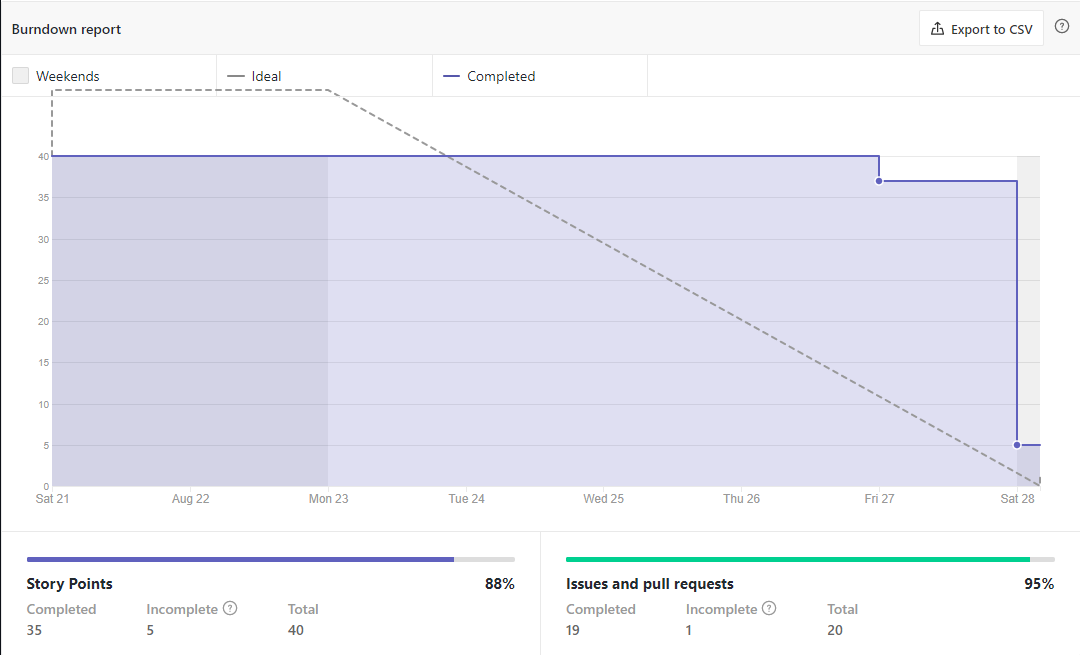 Burndown report
Export to CSV
Weekends
Ideal
Completed
40
35
30
25
20
15
10
5
0
Sat 21 Aug 22 Mon 23 Tue 24 Wed 25 Thu 26 Fri 27 Sat 28
Story Points 88%
Completed Incomplete ? Total
35 5 40
Issues and pull requests 95%
Completed Incomplete ? Total
19 1 20